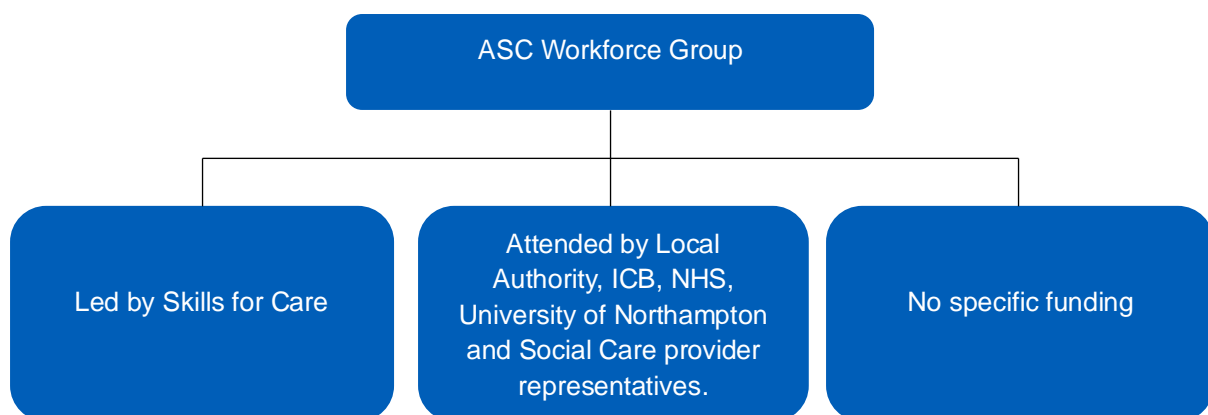 ASC Workforce Group
Led by Skills for Care
Attended by Local
Authority, ICB, NHS,
University of Northampton
and Social Care provider
representatives.
No specific funding